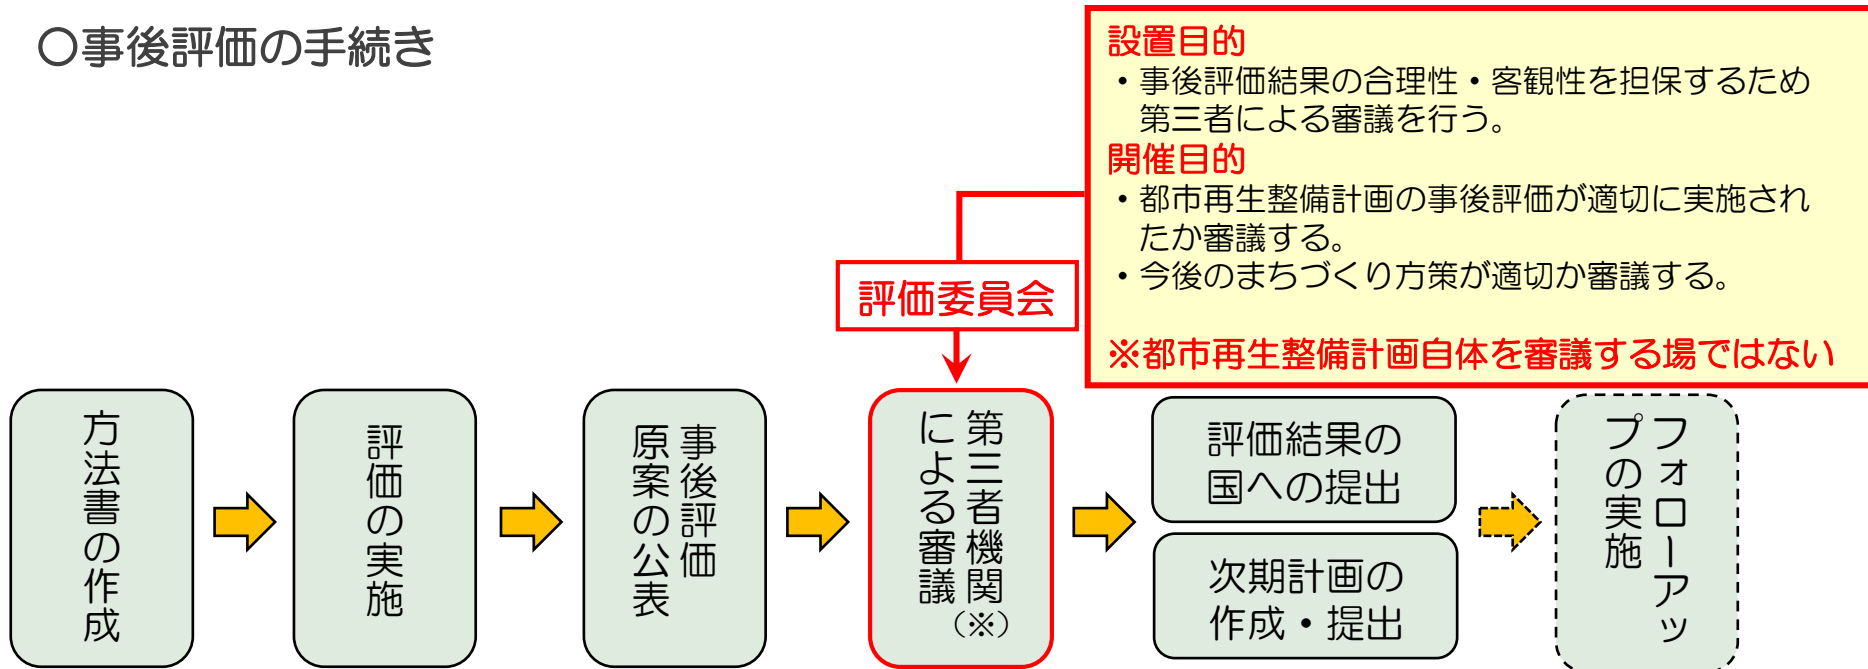 〇事後評価の手続き
設置目的
・事後評価結果の合理性・客観性を担保するため
第三者による審議を行う。
開催目的
・都市再生整備計画の事後評価が適切に実施され
たか審議する。
・今後のまちづくり方策が適切か審議する。
※都市再生整備計画自体を審議する場ではない
評価委員会
方法書の作成
評価の実施
事後評価
原案の公表
第三者機関
による審議
(※)
評価結果の
国への提出
次期計画の
作成・提出
フォローアッ
プの実施